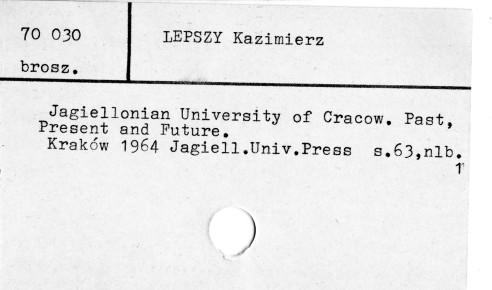 70 030
LEPSZY Kazimierz
brosz.
Jagiellonian University of Cracow. Past,
Present and Future.
Kraków 1964 Jagiell.Univ.Press s.63,nlb.
1